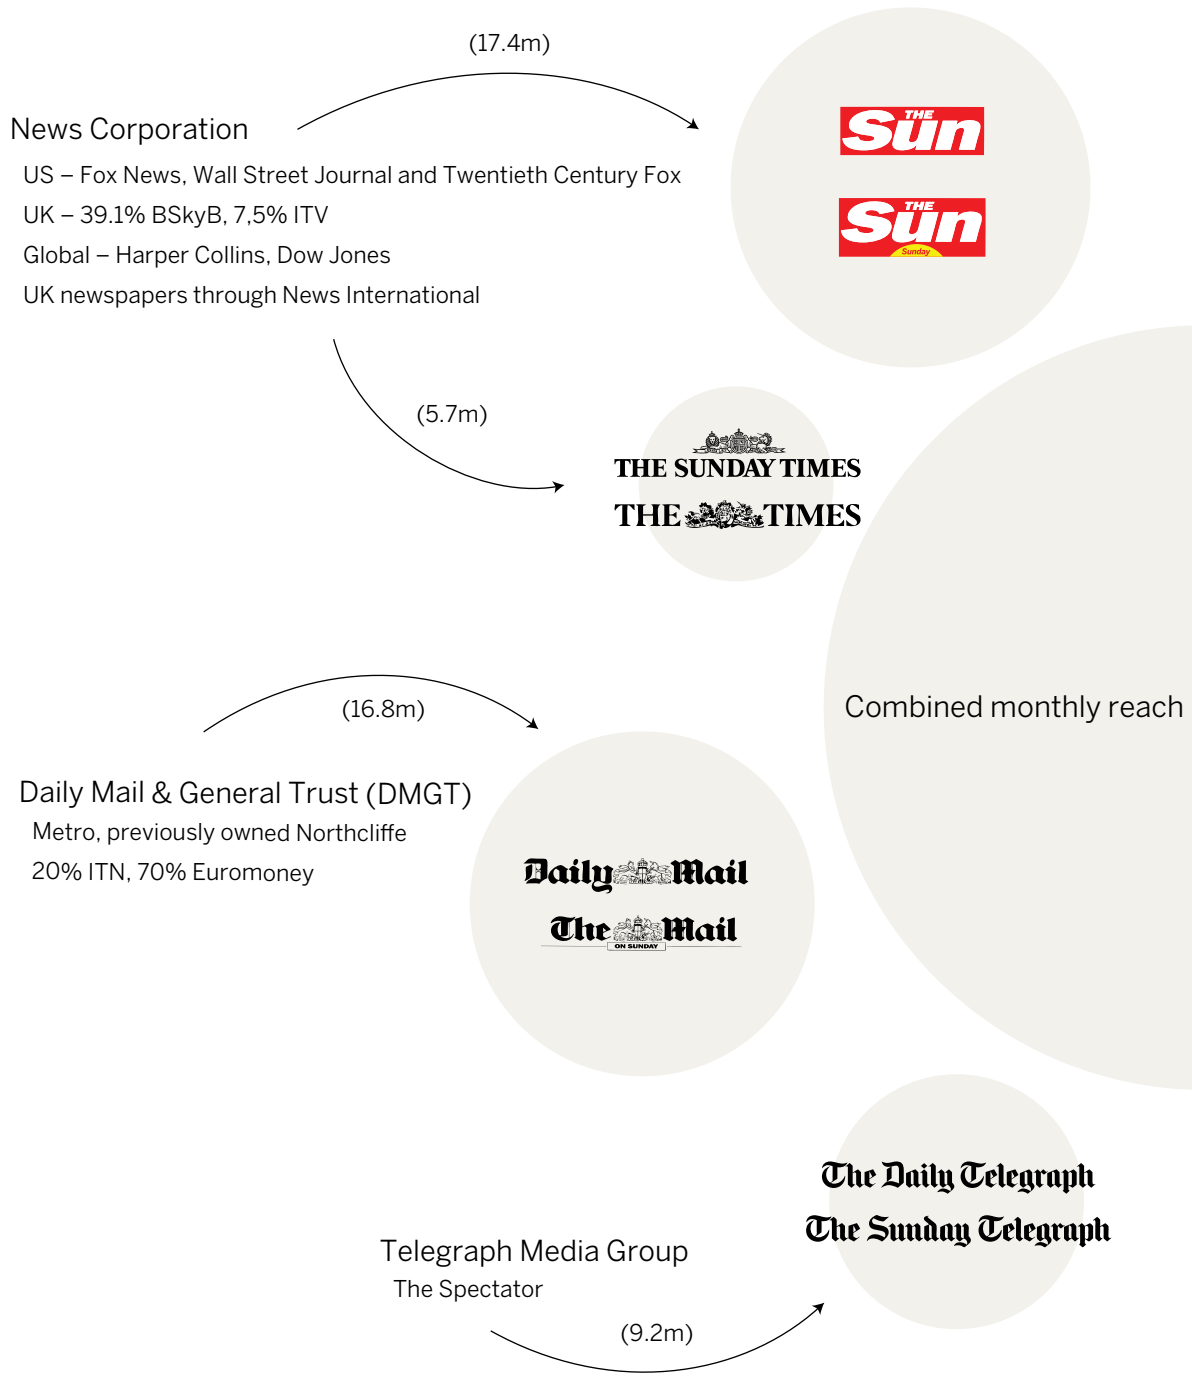 (17.4m)
News Corporation
US – Fox News, Wall Street Journal and Twentieth Century Fox
UK – 39.1% BSkyB, 7,5% ITV
Global – Harper Collins, Dow Jones
UK newspapers through News International
THE
Sun
THE
Sun
Sunday
(5.7m)
THE SUNDAY TIMES
THE TIMES
Combined monthly reach
(16.8m)
Daily Mail & General Trust (DMGT)
Metro, previously owned Northcliffe
20% ITN, 70% Euromoney
Daily Mail
The Mail
ON SUNDAY
The Daily Telegraph
The Sunday Telegraph
Telegraph Media Group
The Spectator
(9.2m)